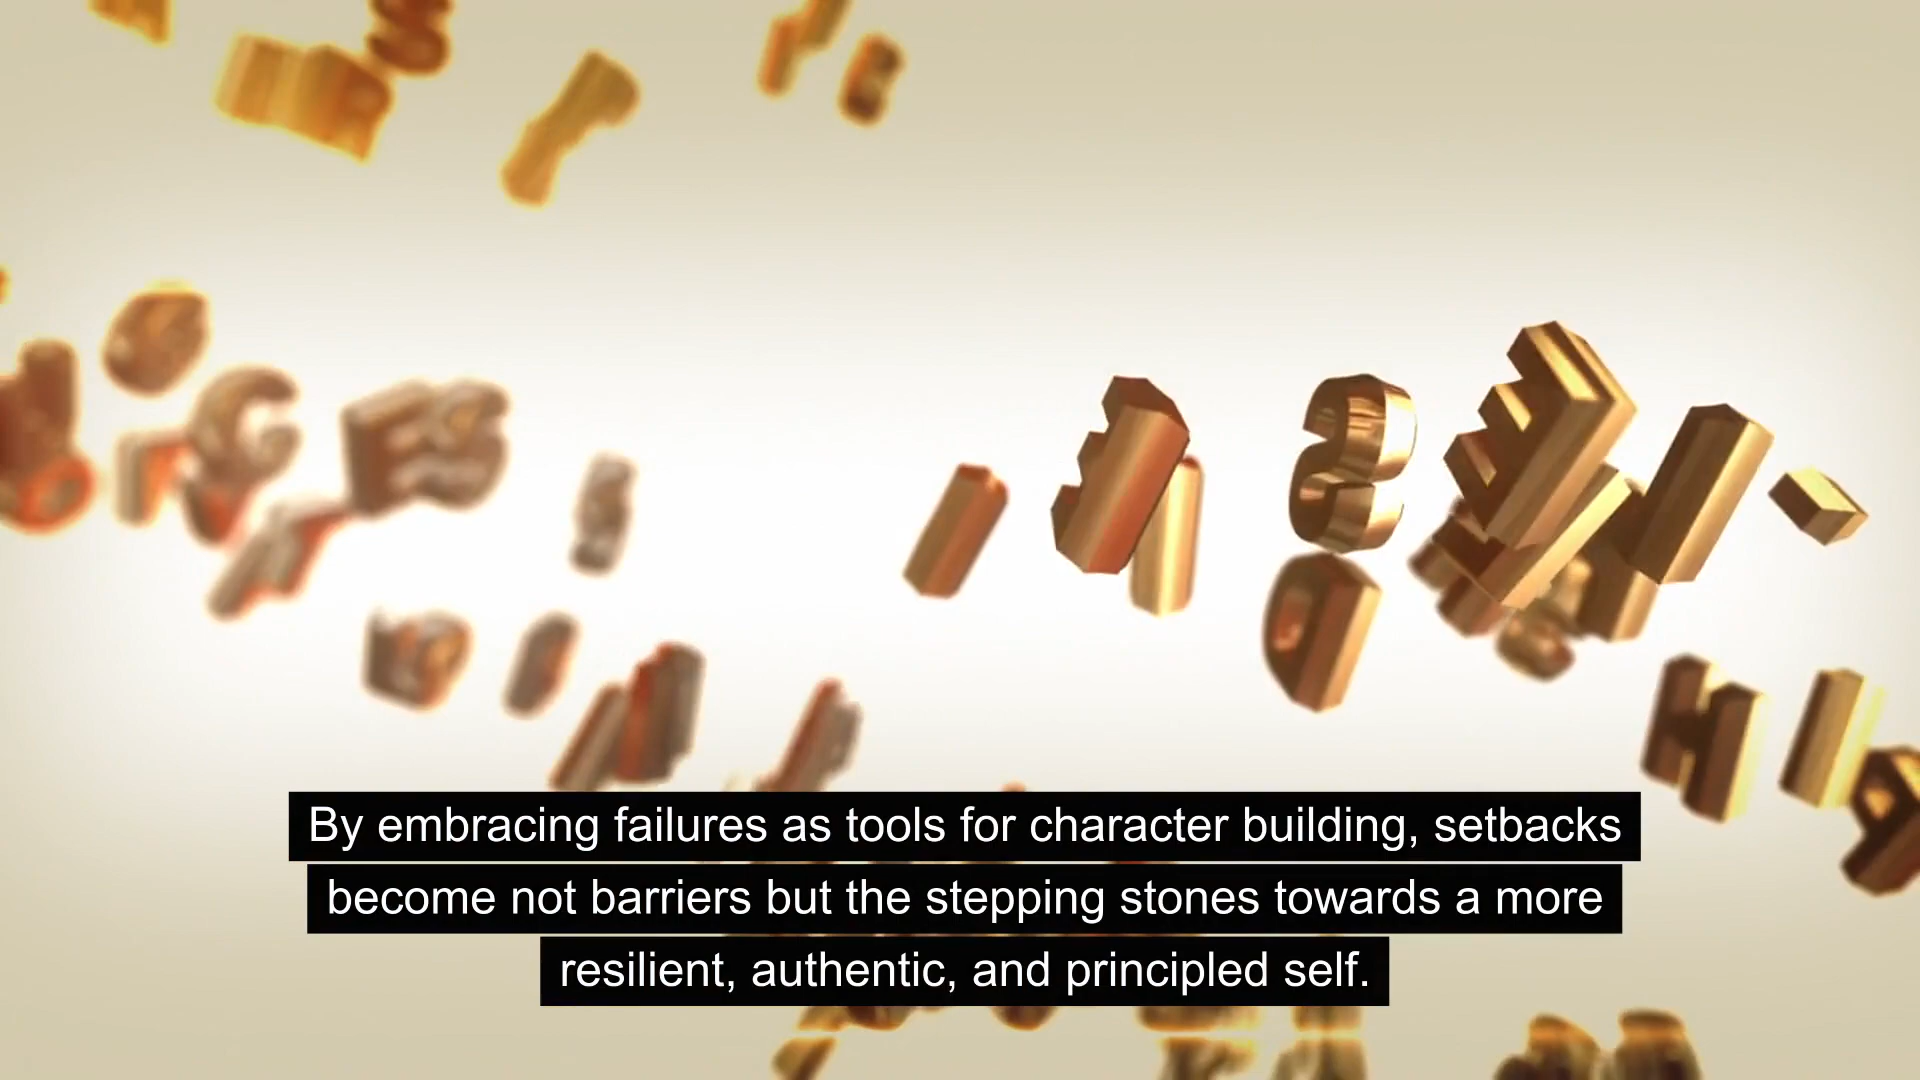 By embracing failures as tools for character building, setbacks
become not barriers but the stepping stones towards a more
resilient, authentic, and principled self.